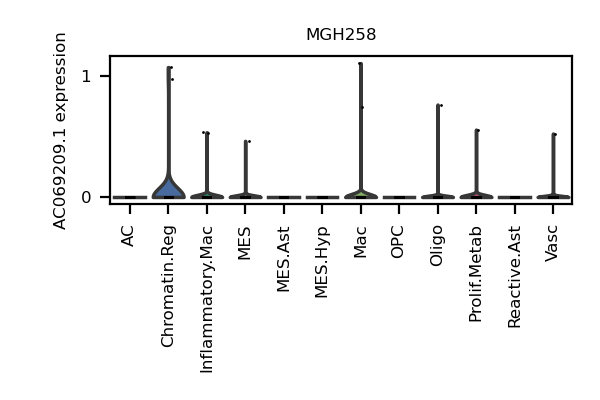 MGH258
AC069209.1 expression
1
0
AC
Chromatin.Reg
Inflammatory.Mac
MES
MES.Ast
MES.Hyp
Mac
OPC
Oligo
Prolif.Metab
Reactive.Ast
Vasc